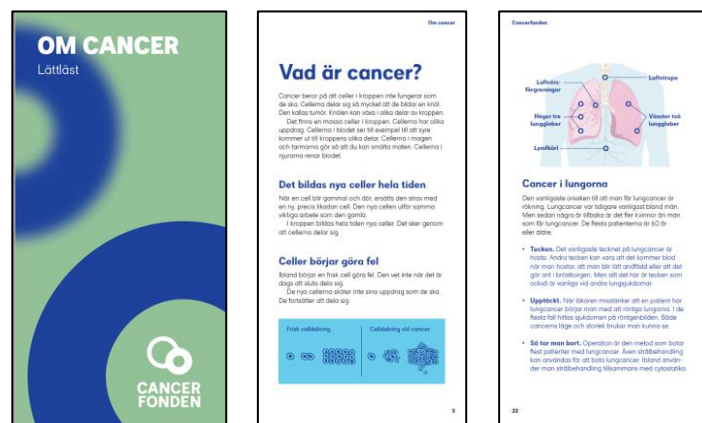 OM CANCER
Lättläst
CANCER
FONDEN
Om cancer
Vad är cancer?
Cancer beror på att celler i kroppen inte fungerar som
de ska. Cellerna delar sig så mycket att de bildar en knöl.
Den kallas tumör. Knölen kan växa i olika delar av kroppen.
Det finns en massa celler i kroppen. Cellerna har olika
uppdrag. Cellerna i blodet ser till exempel till att syre
kommer ut till kroppens olika delar. Cellerna i magen
och tarmarna gör så att du kan smälta maten. Cellerna i
njurarna renar blodet.
Det bildas nya celler hela tiden
När en cell blir gammal och dör, ersätts den strax med
en ny, precis likadan cell. Den nya cellen utför samma
viktiga arbete som den gamla.
I kroppen bildas hela tiden nya celler. Det sker genom
att cellerna delar sig.
Celler börjar göra fel
Ibland börjar en frisk cell göra fel. Den vet inte när det är
dags att sluta dela sig.
De nya cellerna sköter inte sina uppdrag som de ska.
De fortsätter att dela sig.
Frisk celldelning.
Celldelning vid cancer.
3
Cancerfonden
Luftrörs-
förgreningar
Luftstrupe
Höger tre
lunglober
Vänster två
lunglober
Lymfkörl
Cancer i lungorna
Den vanligaste orsaken till att man får lungcancer är
rökning. Lungcancer var tidigare vanligast bland män.
Men sedan några år tillbaka är det fler kvinnor än män
som får lungcancer. De flesta patienterna är 60 år
eller äldre.
• Tecken. Det vanligaste tecknet på lungcancer är
hosta. Andra tecken kan vara att det kommer blod
när man hostar, att man blir lätt andfådd eller att det
gör ont i bröstkorgen. Men allt det här är tecken som
också är vanliga vid andra lungsjukdomar.
• Upptäckt. När läkaren misstänker att en patient har
lungcancer börjar man med att röntga lungorna. I de
flesta fall hittas sjukdomen på röntgenbilden. Både
cancerns läge och storlek brukar man kunna se.
• Så tar man bort. Operation är den metod som botar
flest patienter med lungcancer. Även strålbehandling
kan användas för att bota lungcancer. Ibland använ-
der man strålbehandling tillsammans med cytostatika.
22